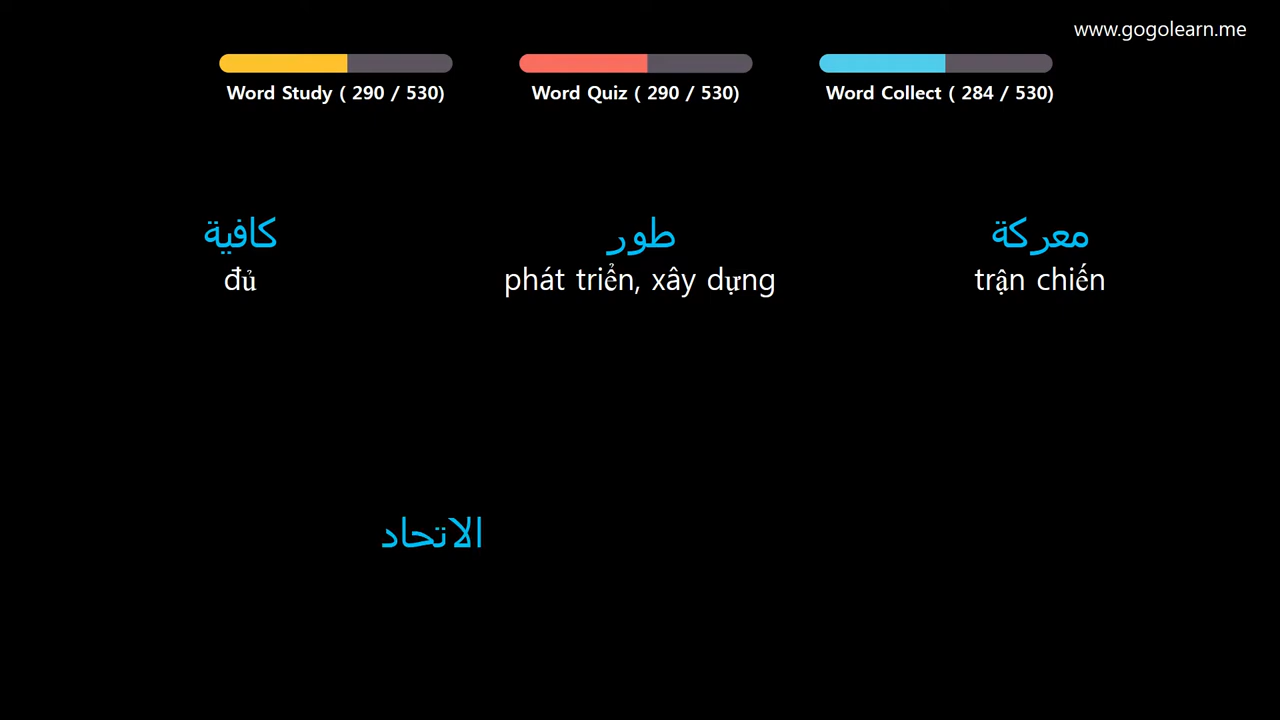 www.gogolearn.me
Word Study ( 290 / 530)
Word Quiz ( 290 / 530)
Word Collect ( 284 / 530)
كافية
đủ
طور
phát triển, xây dựng
معركة
trận chiến
الاتحاد